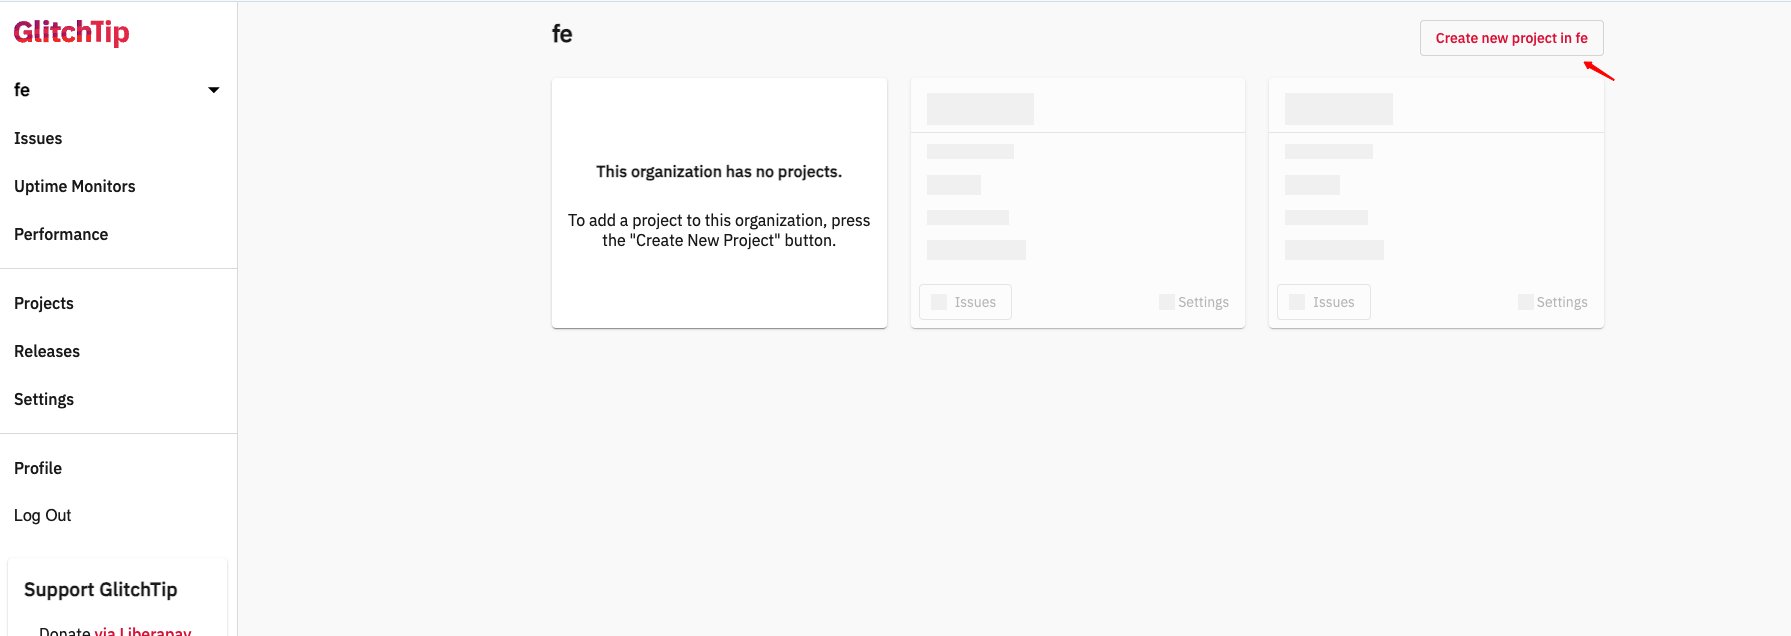 GlitchTip
fe
Issues
Uptime Monitors
Performance
Projects
Releases
Settings
Profile
Log Out
Support GlitchTip
Donate via Liberapay
fe
Create new project in fe
This organization has no projects.
To add a project to this organization, press
the "Create New Project" button.
Issues
Settings
Issues
Settings